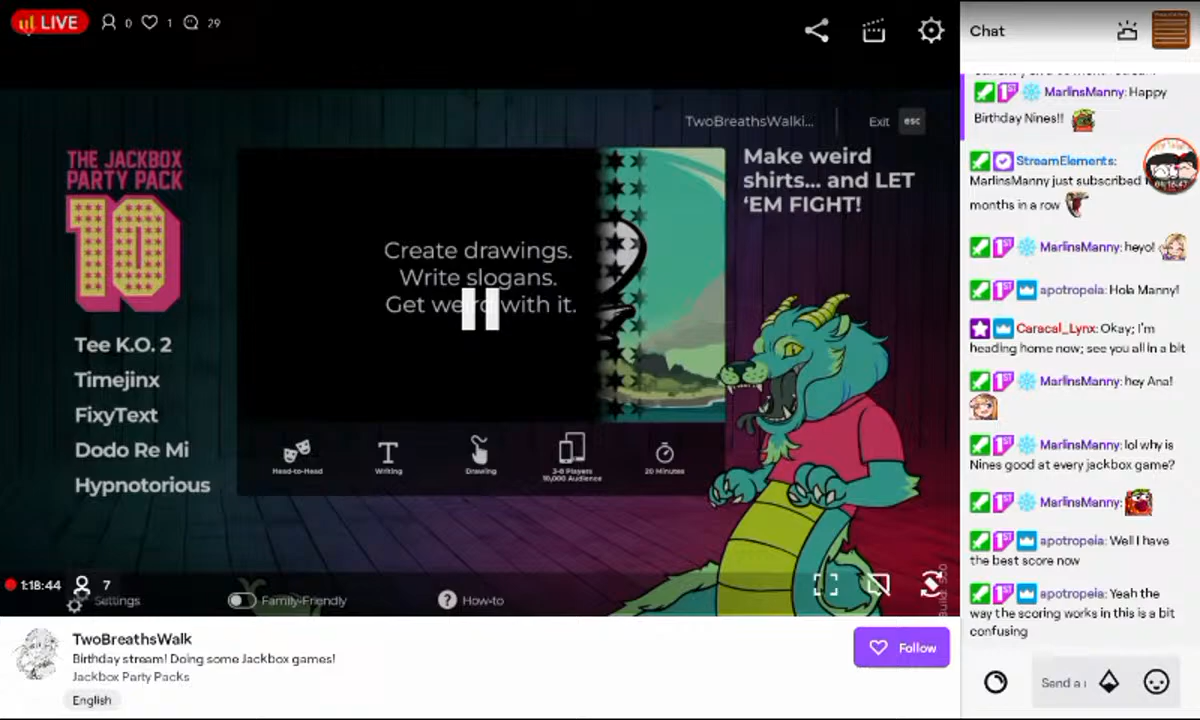 LIVE 0 1 29
TwoBreathsWalki...
Exit esc
THE JACKBOX
PARTY PACK
10
Tee K.O. 2
Timejinx
FixyText
Dodo Re Mi
Hypnotorious
Create drawings.
Write slogans.
Get weird with it.
Make weird
shirts... and LET
'EM FIGHT!
Head-to-Head
Writing
Drawing
3-8 Players
10,000 Audience
20 Minutes
1:18:44 7
Settings
Family-Friendly
How-to
TwoBreathsWalk
Birthday stream! Doing some Jackbox games!
Jackbox Party Packs
English
Follow
Chat
MarlinsManny: Happy
Birthday Nines!!
StreamElements:
MarlinsManny just subscribed
months in a row
MarlinsManny: heyo!
apotropeia: Hola Manny!
Caracal_Lynx: Okay; I'm
heading home now; see you all in a bit
MarlinsManny: hey Ana!
MarlinsManny: lol why is
Nines good at every jackbox game?
MarlinsManny:
apotropeia: Well I have
the best score now
apotropeia: Yeah the
way the scoring works in this is a bit
confusing
Send a